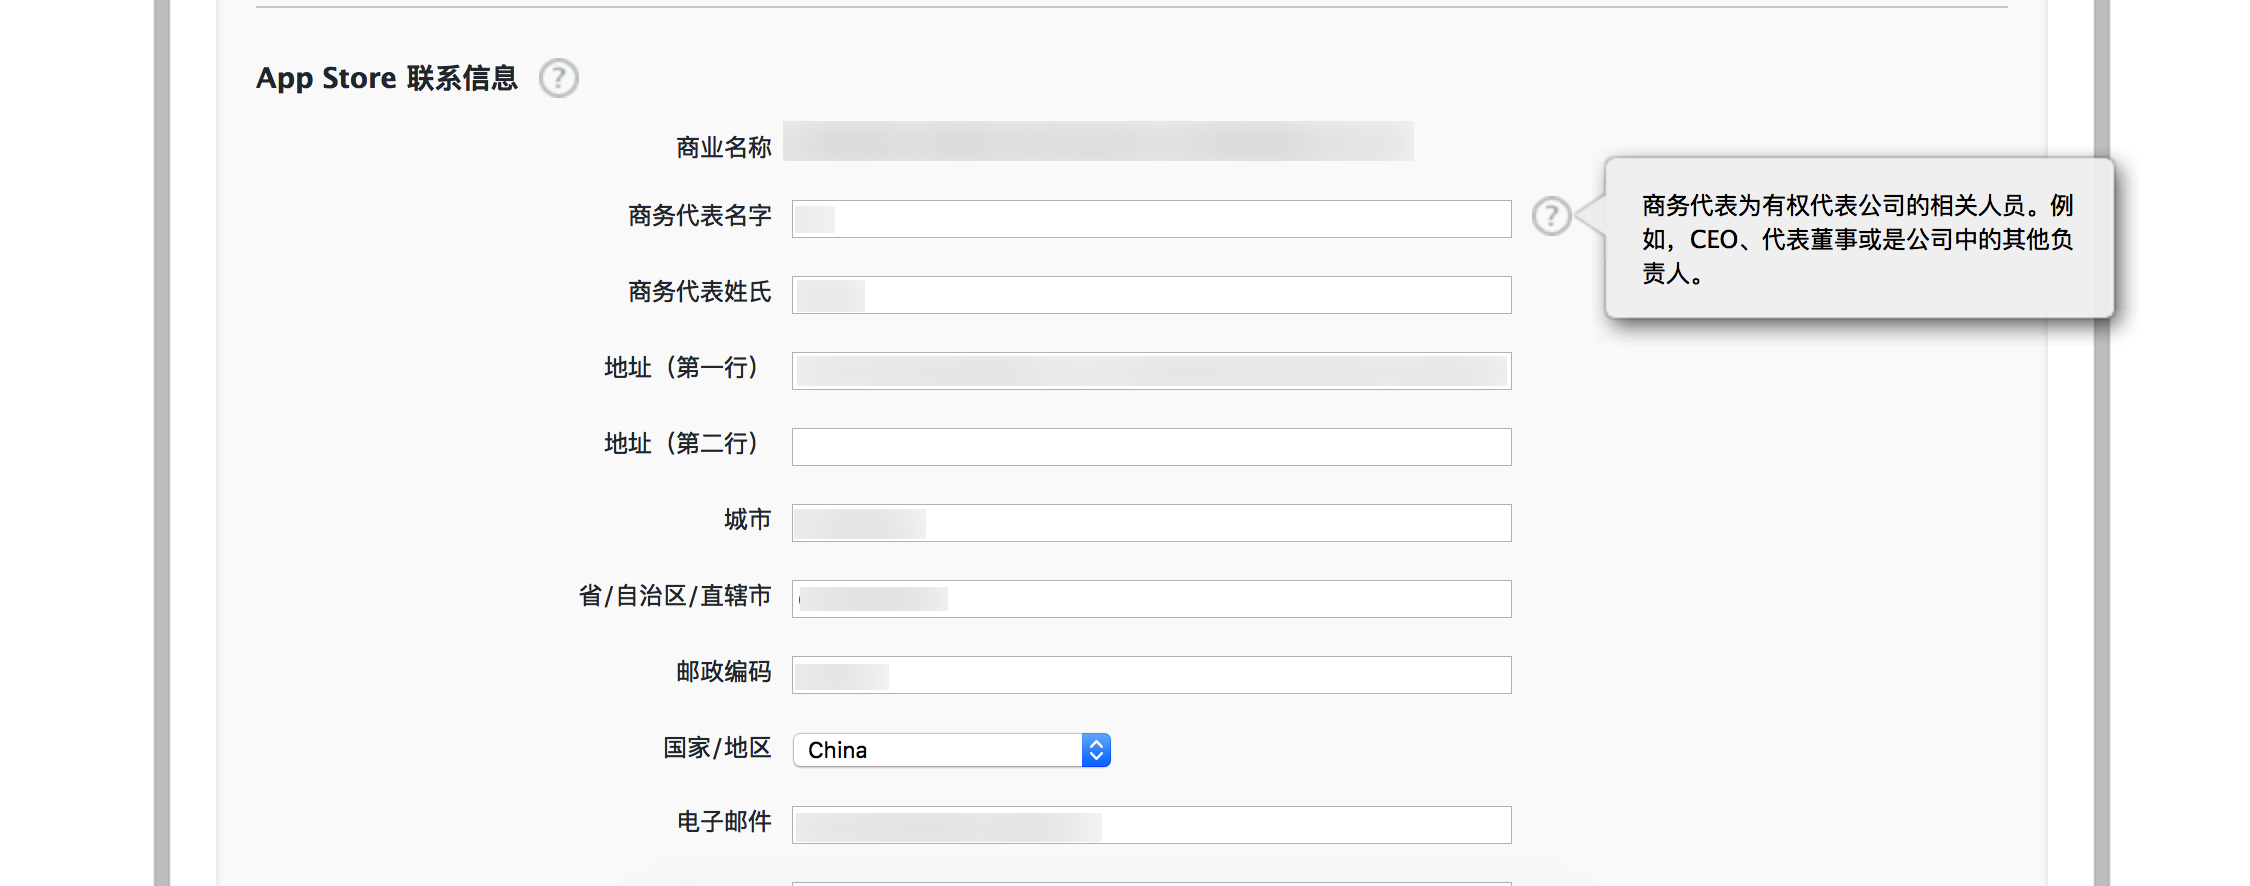 App Store 联系信息 ?
商业名称
商务代表名字 ?
商务代表为有权代表公司的相关人员。例
如，CEO、代表董事或是公司中的其他负
责人。
商务代表姓氏
地址（第一行）
地址（第二行）
城市
省/自治区/直辖市
邮政编码
国家/地区 China
电子邮件